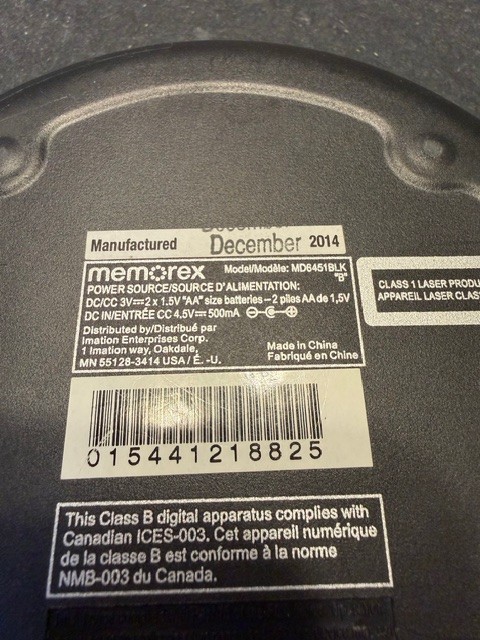 Manufactured December 2014
memorex Model/Modèle: MD6451BLK
"B"
POWER SOURCE/SOURCE D'ALIMENTATION:
DC/CC 3V⎓2 x 1.5V "AA" size batteries – 2 piles AA de 1,5V
DC IN/ENTRÉE CC 4.5V⎓ 500mA
Distributed by/Distribué par
Imation Enterprises Corp.
1 Imation way, Oakdale,
MN 55128-3414 USA / É. -U.
Made in China
Fabriqué en Chine
CLASS 1 LASER
APPAREIL LASER
015441218825
This Class B digital apparatus complies with
Canadian ICES-003. Cet appareil numérique
de la classe B est conforme à la norme
NMB-003 du Canada.